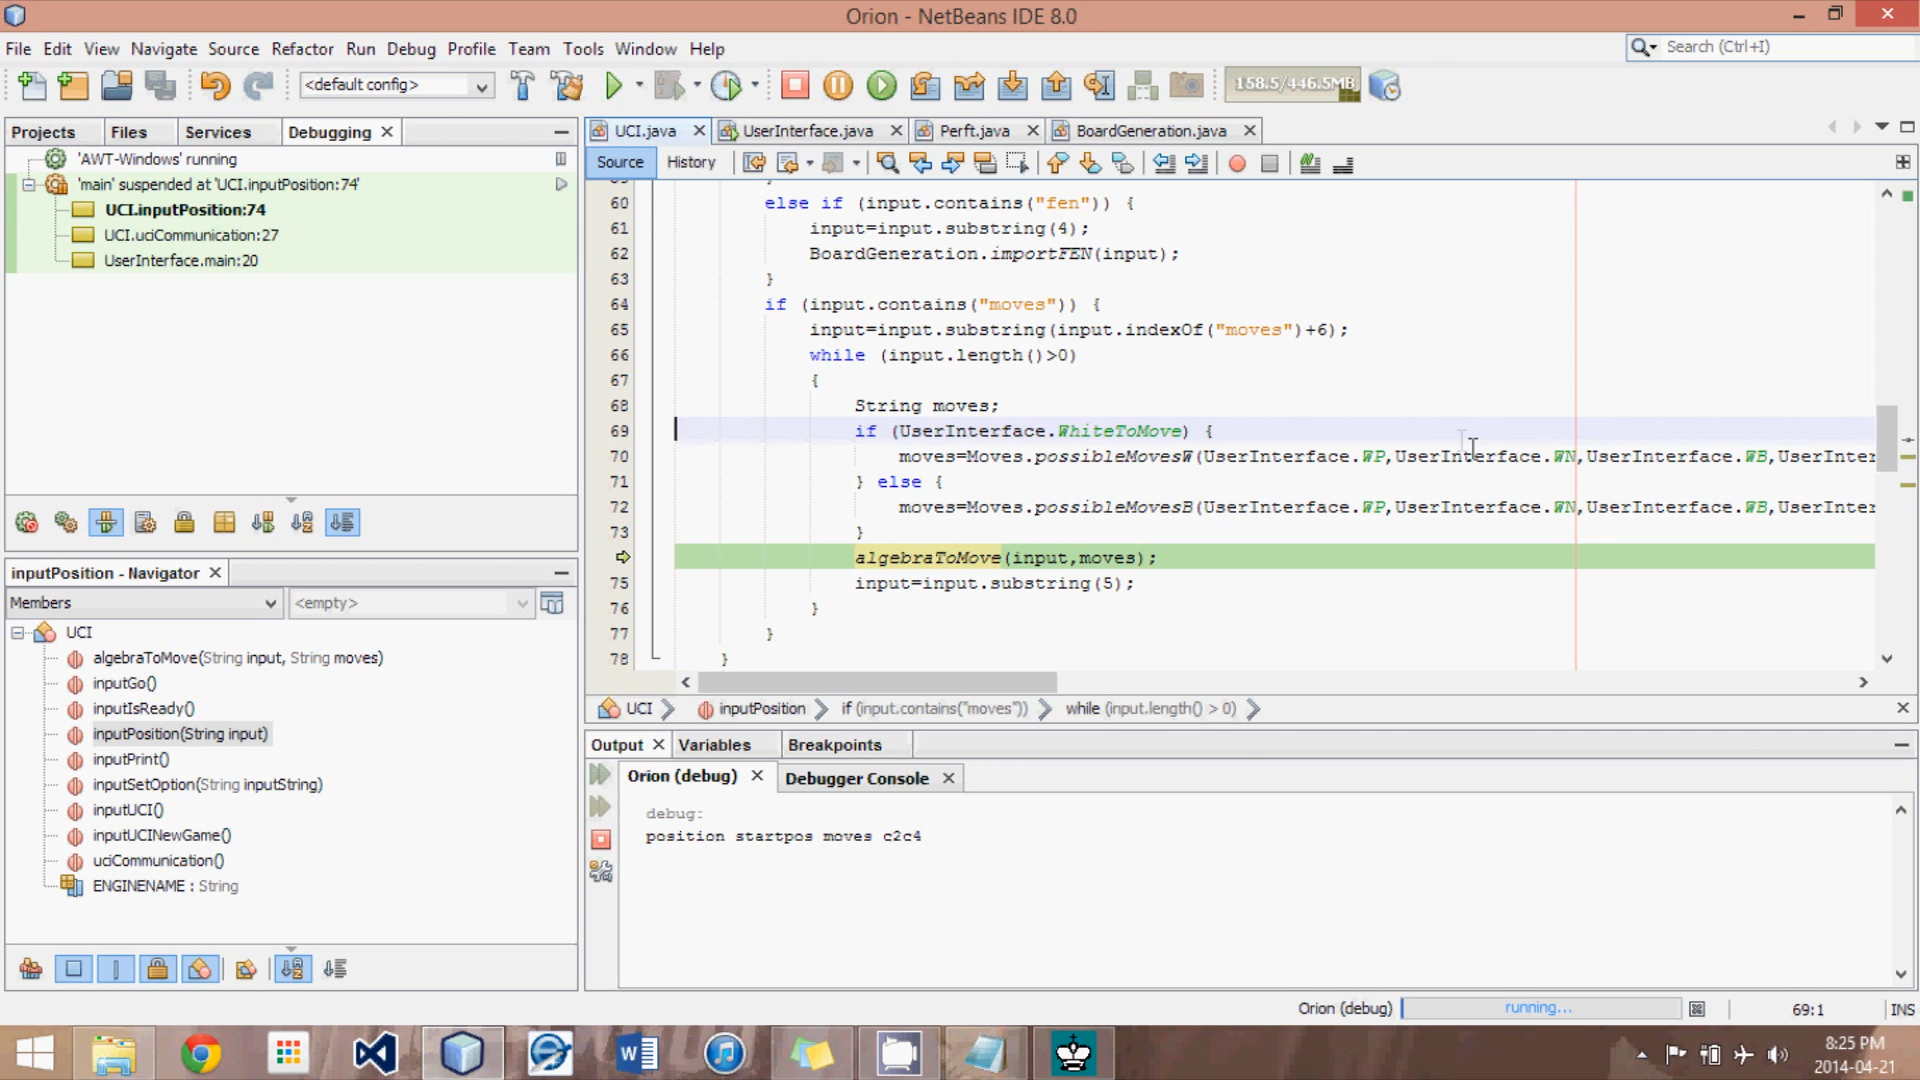 Orion - NetBeans IDE 8.0
File Edit View Navigate Source Refactor Run Debug Profile Team Tools Window Help
Search (Ctrl+I)
<default config>
158.5/446.5MB
Projects Files Services Debugging
UCI.java UserInterface.java Perft.java BoardGeneration.java
'AWT-Windows' running
'main' suspended at 'UCI.inputPosition:74'
UCI.inputPosition:74
UCI.uciCommunication:27
UserInterface.main:20
Source History
60 else if (input.contains("fen")) {
61 input=input.substring(4);
62 BoardGeneration.importFEN(input);
63 }
64 if (input.contains("moves")) {
65 input=input.substring(input.indexOf("moves")+6);
66 while (input.length()>0)
67 {
68 String moves;
69 if (UserInterface.WhiteToMove) {
70 moves=Moves.possibleMovesW(UserInterface.WP,UserInterface.WN,UserInterface.WB,UserInter
71 } else {
72 moves=Moves.possibleMovesB(UserInterface.WP,UserInterface.WN,UserInterface.WB,UserInter
73 }
algebraToMove(input,moves);
75 input=input.substring(5);
76 }
77 }
78 }
UCI inputPosition if (input.contains("moves")) while (input.length() > 0)
inputPosition - Navigator
Members <empty>
UCI
algebraToMove(String input, String moves)
inputGo()
inputIsReady()
inputPosition(String input)
inputPrint()
inputSetOption(String inputString)
inputUCI()
inputUCINewGame()
uciCommunication()
ENGINENAME : String
Output Variables Breakpoints
Orion (debug) Debugger Console
debug:
position startpos moves c2c4
Orion (debug) running... 69:1 INS
8:25 PM
2014-04-21